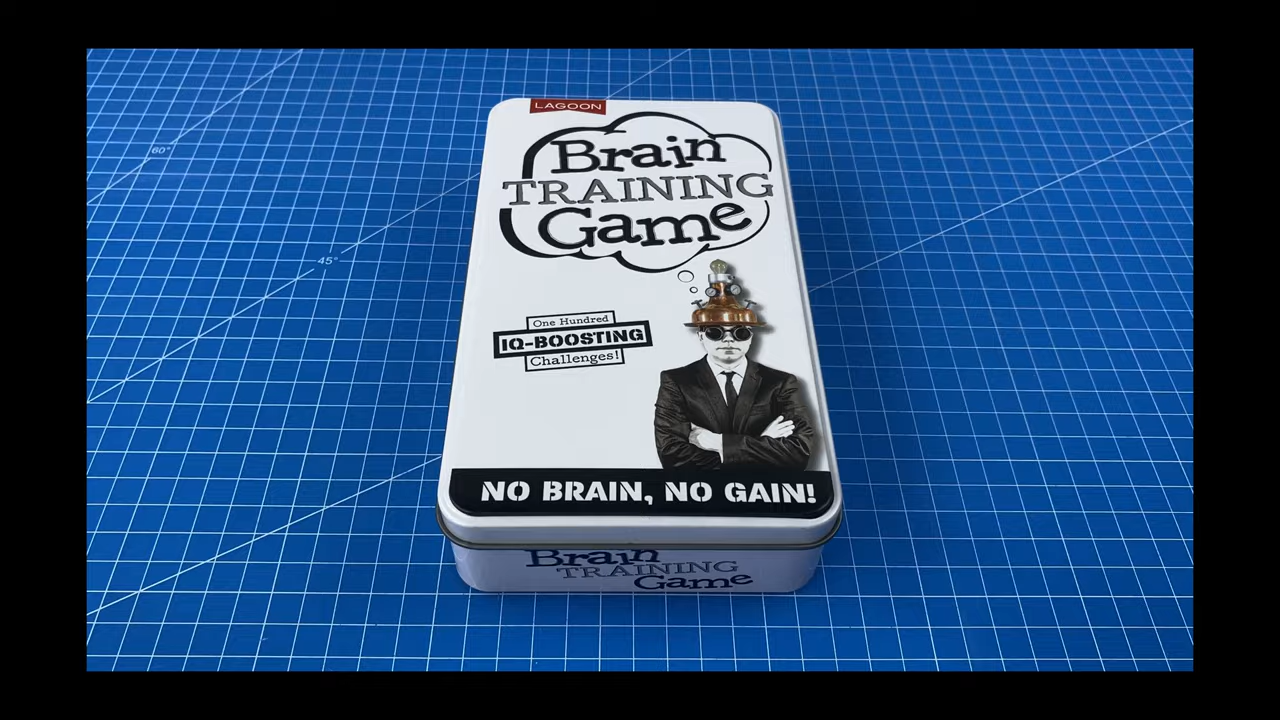 LAGOON
Brain
TRAINING
Game
One Hundred
IQ-BOOSTING
Challenges!
NO BRAIN, NO GAIN!
Brain
TRAINING
Game
60°
45°